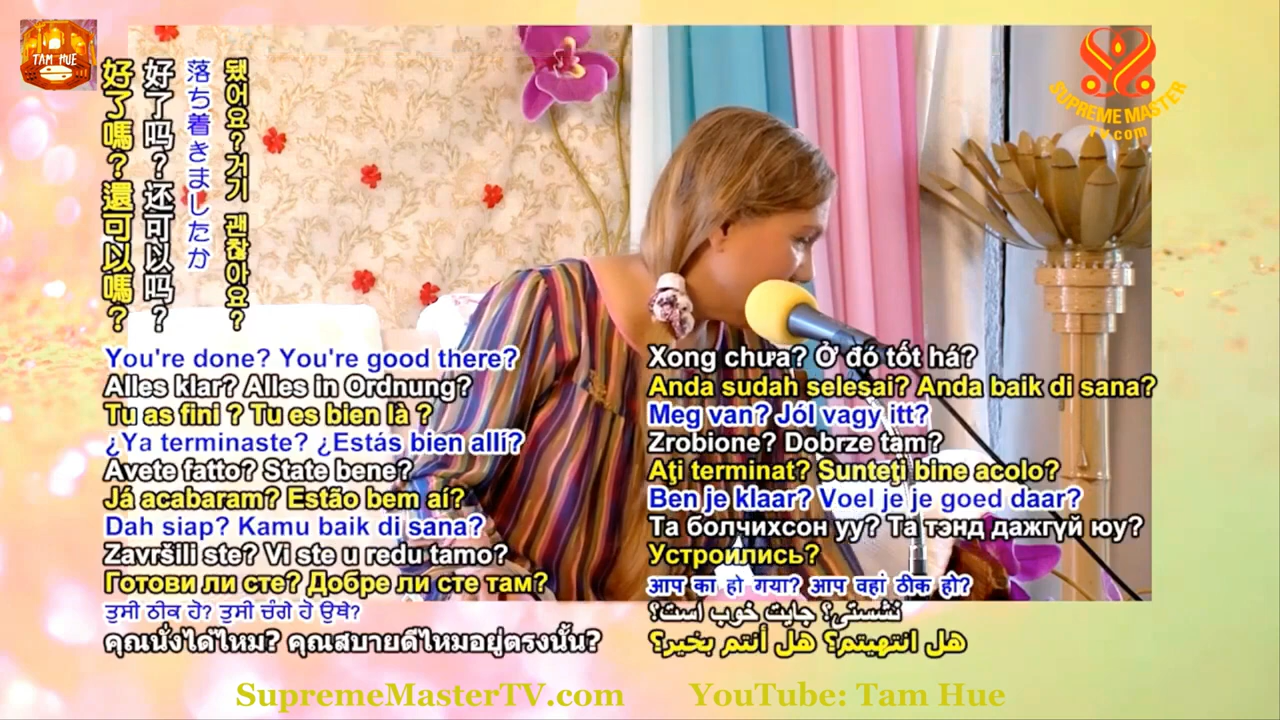 TAM HUE
SUPREME MASTER
TV.com
好了嗎？還可以嗎？
好了吗？还可以吗？
落ち着きましたか
됐어요? 거기 괜찮아요?
You're done? You're good there?
Alles klar? Alles in Ordnung?
Tu as fini ? Tu es bien là ?
¿Ya terminaste? ¿Estás bien allí?
Avete fatto? State bene?
Já acabaram? Estão bem aí?
Dah siap? Kamu baik di sana?
Završili ste? Vi ste u redu tamo?
Готови ли сте? Добре ли сте там?
ਤੁਸੀ ਠੀਕ ਹੋ? ਤੁਸੀ ਚੰਗੇ ਹੋ ਉਥੇ?
คุณนั่งได้ไหม? คุณสบายดีไหมอยู่ตรงนั้น?
Xong chưa? Ở đó tốt há?
Anda sudah selesai? Anda baik di sana?
Meg van? Jól vagy itt?
Zrobione? Dobrze tam?
Aţi terminat? Sunteţi bine acolo?
Ben je klaar? Voel je je goed daar?
Та болчихсон уу? Та тэнд дажгүй юу?
Устроились?
आप का हो गया? आप वहां ठीक हो?
نشستی؟ جایت خوب است؟
هل انتهيتم؟ هل أنتم بخير؟
SupremeMasterTV.com
YouTube: Tam Hue